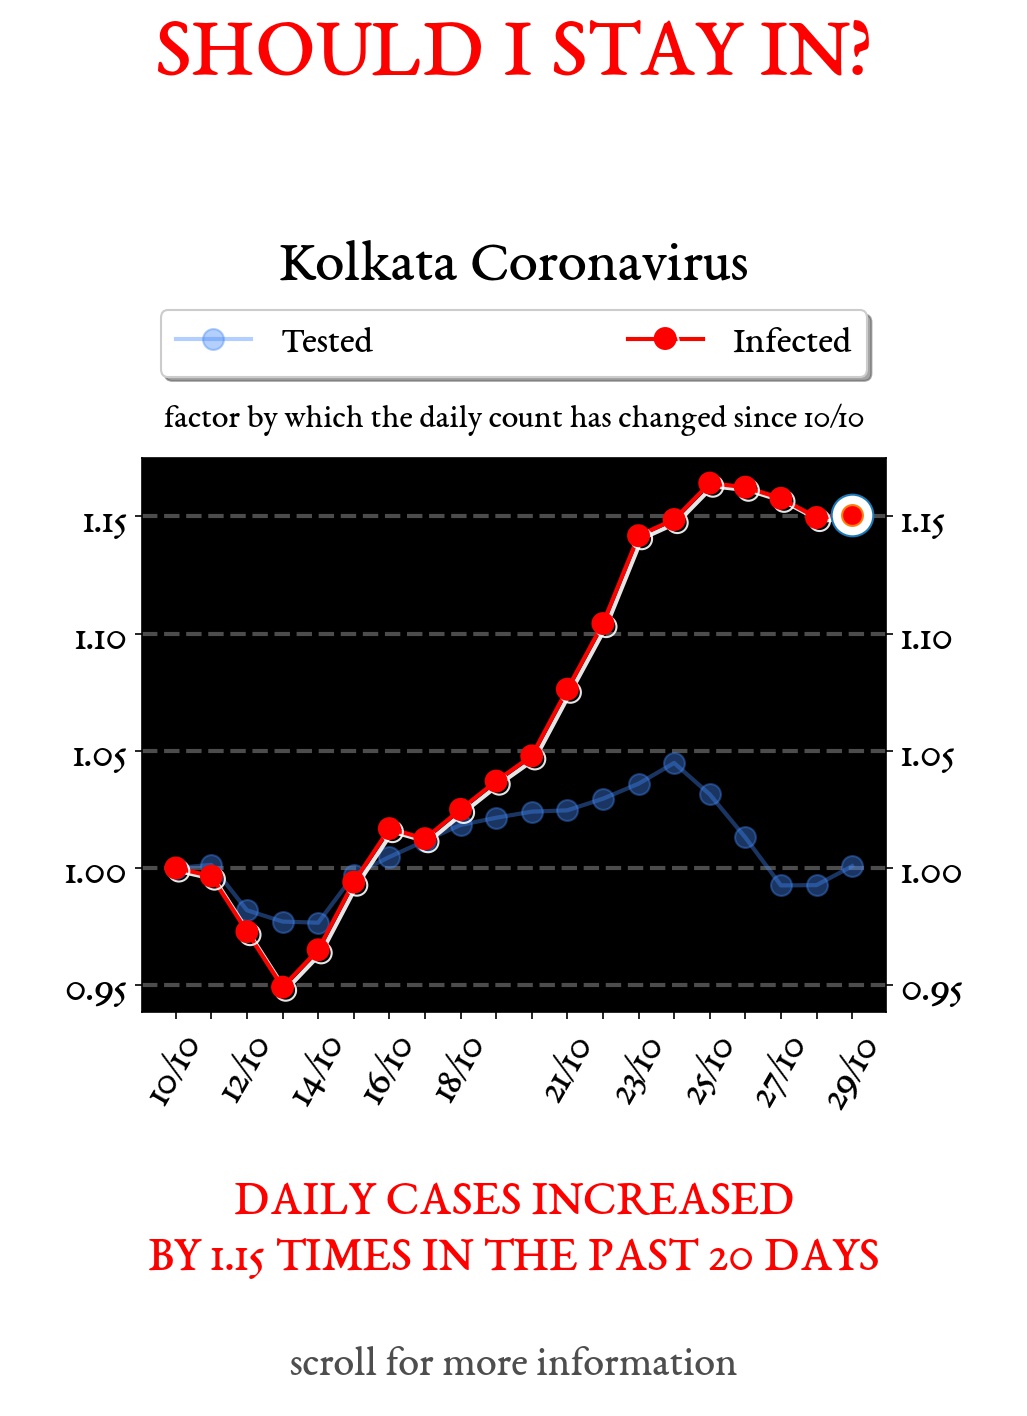 SHOULD I STAY IN?
Kolkata Coronavirus
Tested Infected
factor by which the daily count has changed since 10/10
1.15 1.15
1.10 1.10
1.05 1.05
1.00 1.00
0.95 0.95
10/10 12/10 14/10 16/10 18/10 21/10 23/10 25/10 27/10 29/10
DAILY CASES INCREASED
BY 1.15 TIMES IN THE PAST 20 DAYS
scroll for more information